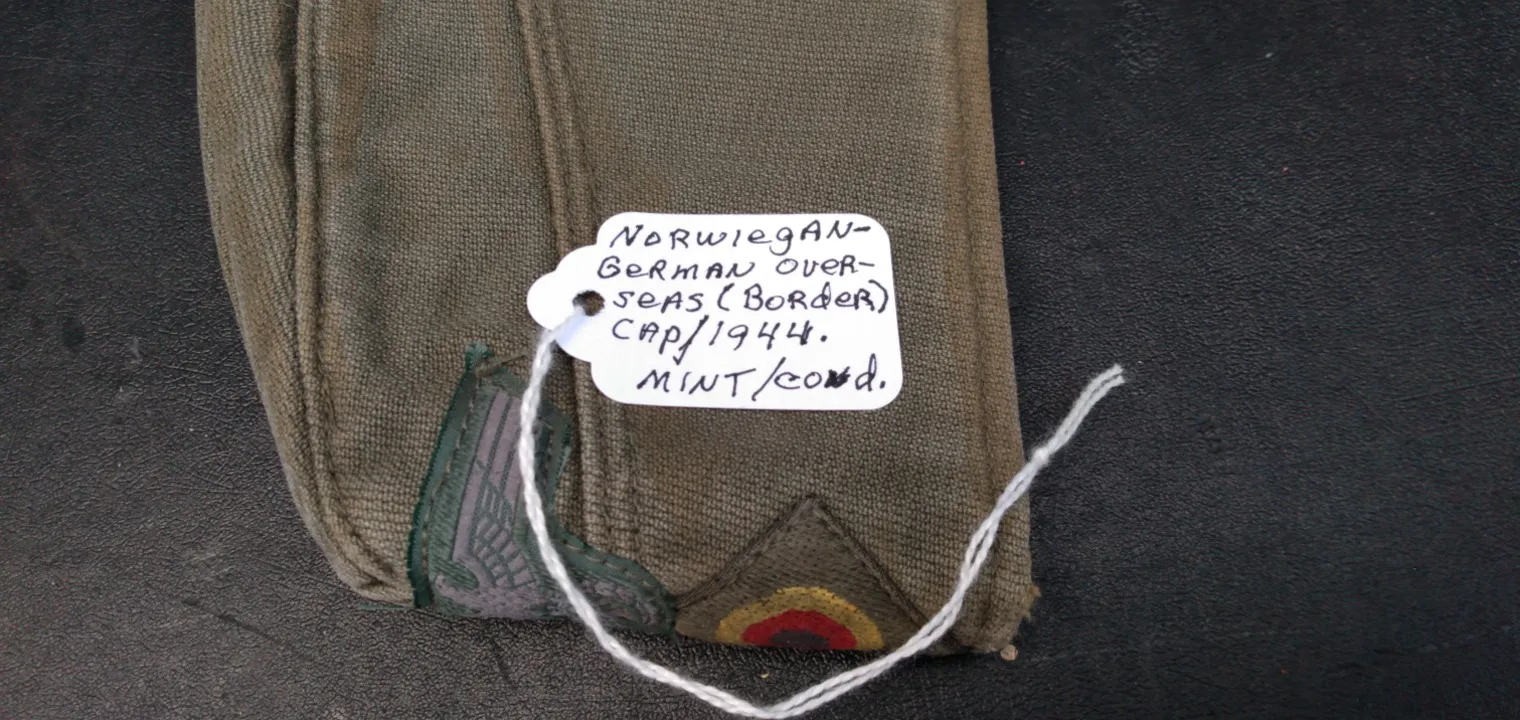 NORWIEgAN-
GERMAN OVER-
SEAS (BORdER)
CAP/1944.
MINT/cond.